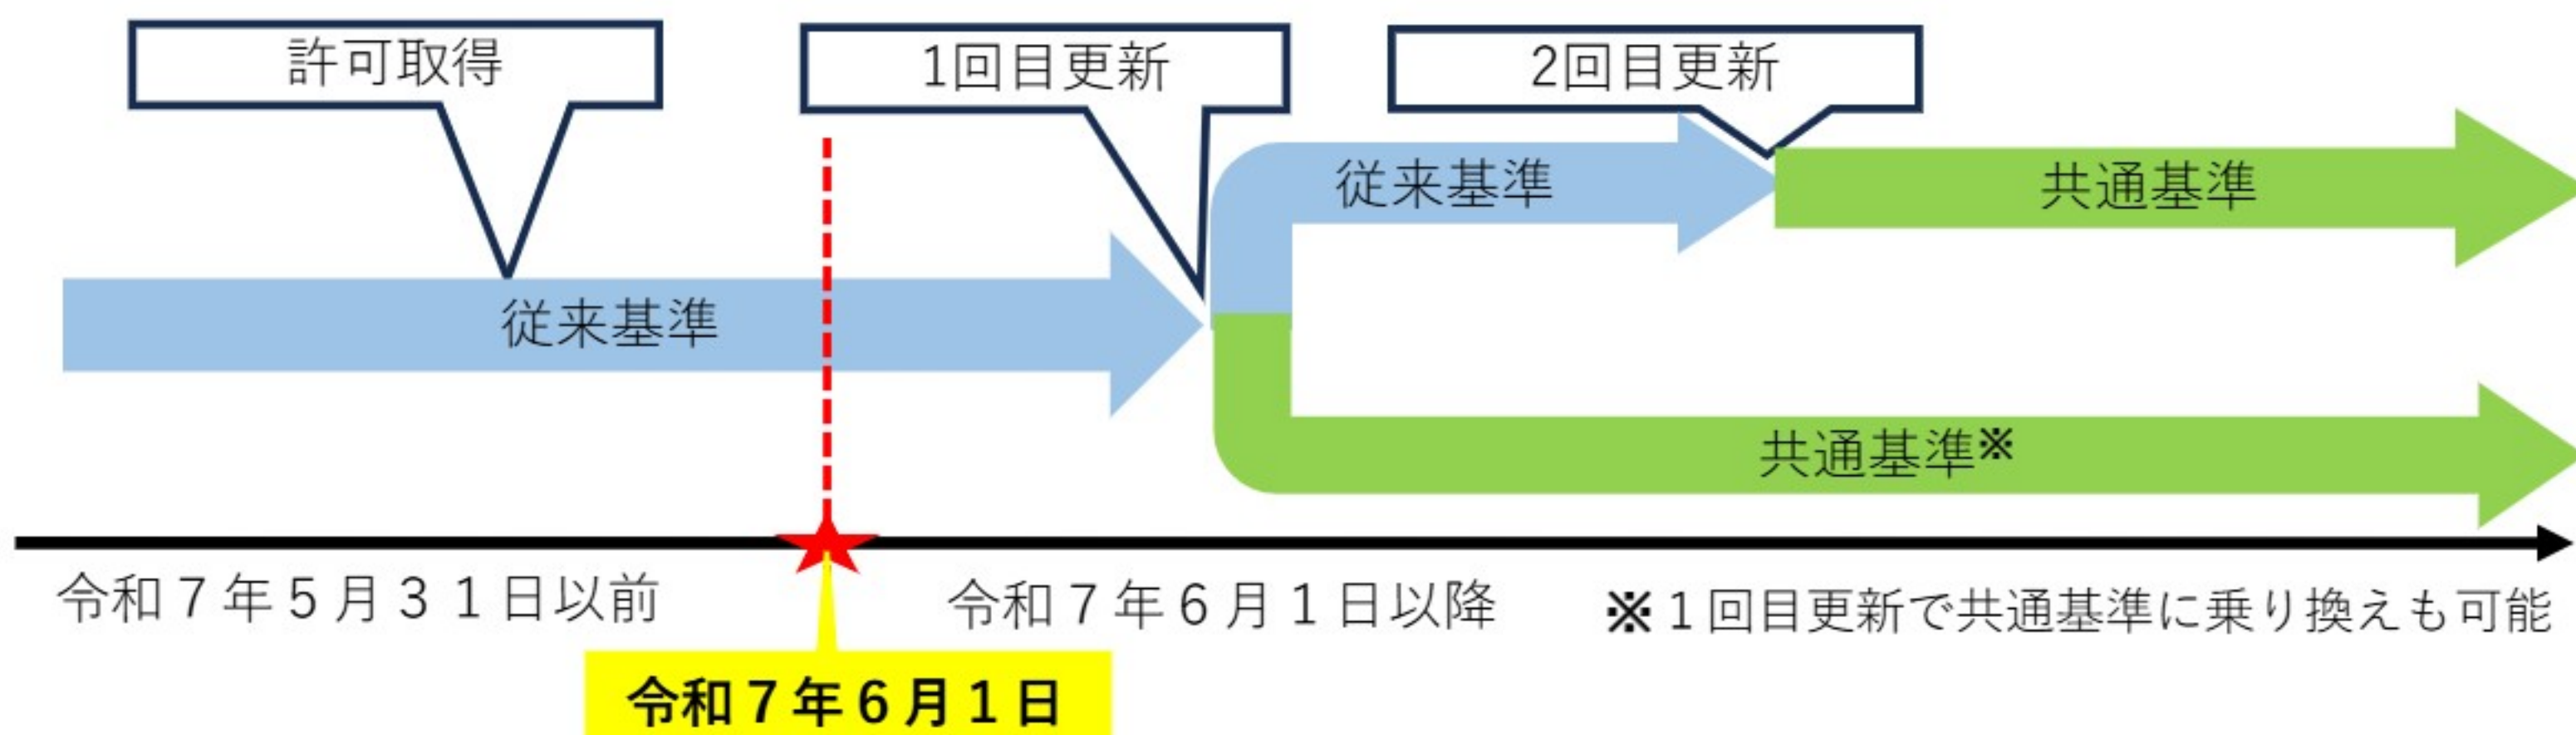 許可取得
1回目更新
2回目更新
従来基準
共通基準
従来基準
共通基準※
令和７年５月３１日以前
令和７年６月１日以降
※１回目更新で共通基準に乗り換えも可能
令和７年６月１日